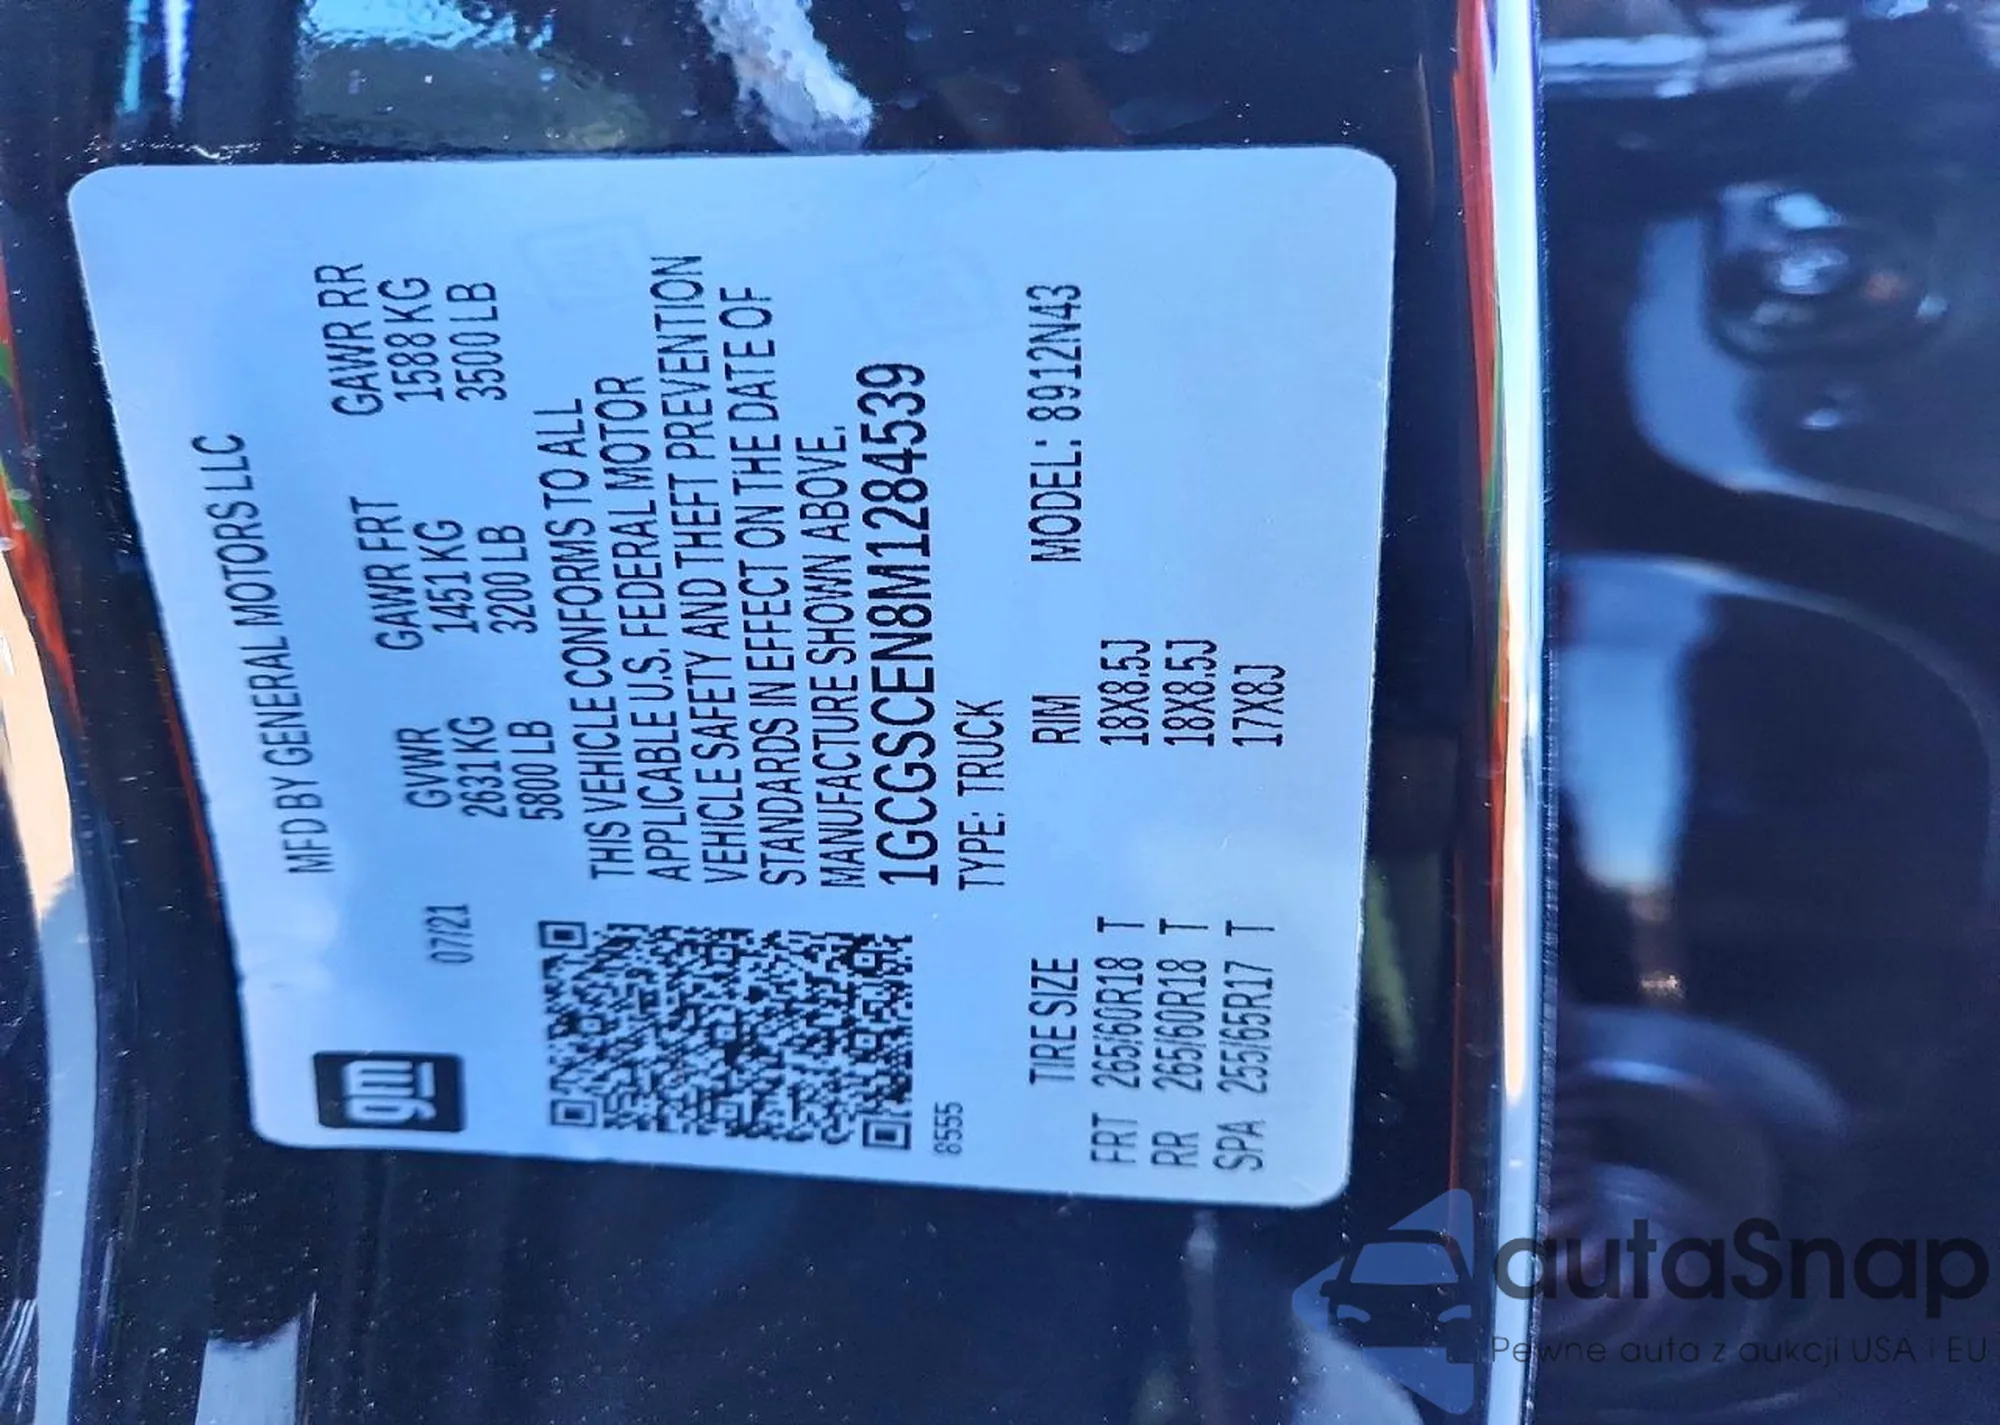 gm
MFD BY GENERAL MOTORS LLC
07/21
GVWR GAWR FRT GAWR RR
2631KG 1451 KG 1588 KG
5800 LB 3200 LB 3500 LB
THIS VEHICLE CONFORMS TO ALL
APPLICABLE U.S. FEDERAL MOTOR
VEHICLE SAFETY AND THEFT PREVENTION
STANDARDS IN EFFECT ON THE DATE OF
MANUFACTURE SHOWN ABOVE.
1GCGSCEN8M1284539
8555
TYPE: TRUCK
TIRE SIZE RIM MODEL: 8912N43
FRT 265/60R18 T 18X8.5J
RR 265/60R18 T 18X8.5J
SPA 255/65R17 T 17X8J
autaSnap
Pewne auta z aukcji USA i EU